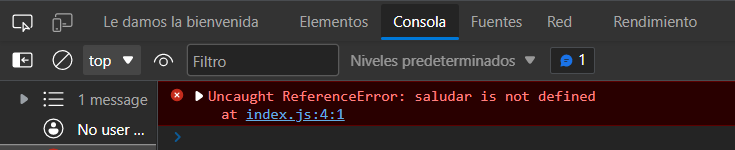 Le damos la bienvenida Elementos Consola Fuentes Red Rendimiento
top Filtro Niveles predeterminados 1
1 message Uncaught ReferenceError: saludar is not defined
at index.js:4:1
No user ...